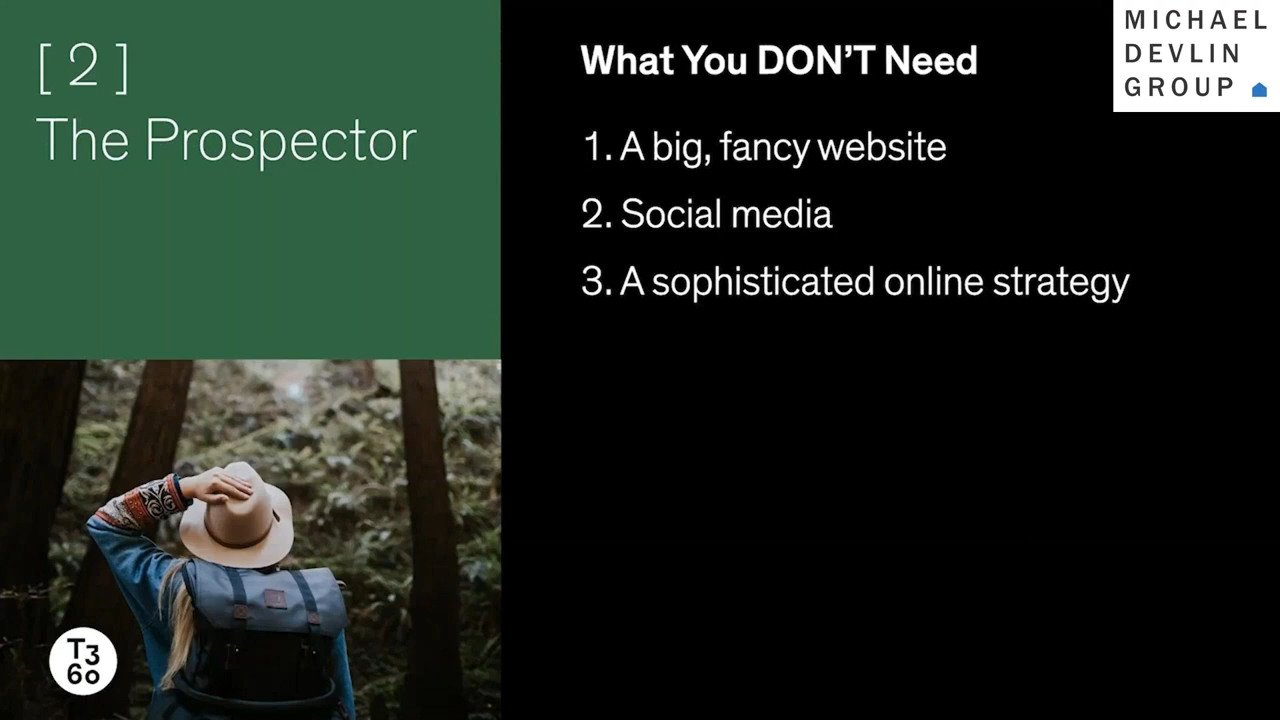 [ 2 ]
The Prospector
What You DON'T Need
1. A big, fancy website
2. Social media
3. A sophisticated online strategy
MICHAEL
DEVLIN
GROUP
T3
60